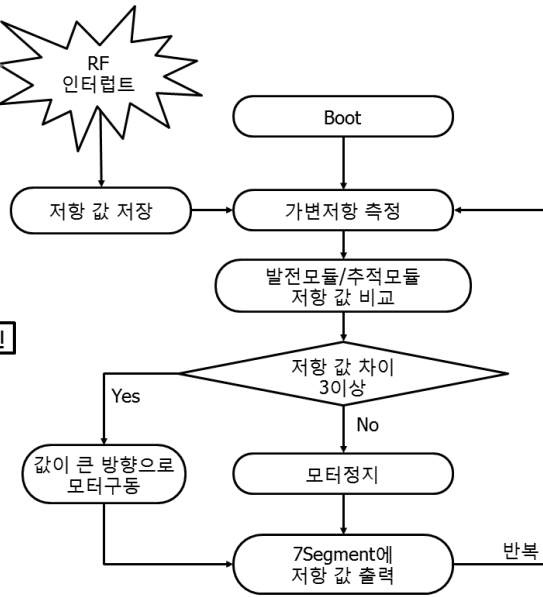 RF
인터럽트
Boot
저항 값 저장
가변저항 측정
발전모듈/추적모듈
저항 값 비교
저항 값 차이
3이상
Yes
No
값이 큰 방향으로
모터구동
모터정지
7Segment에
저항 값 출력
반복